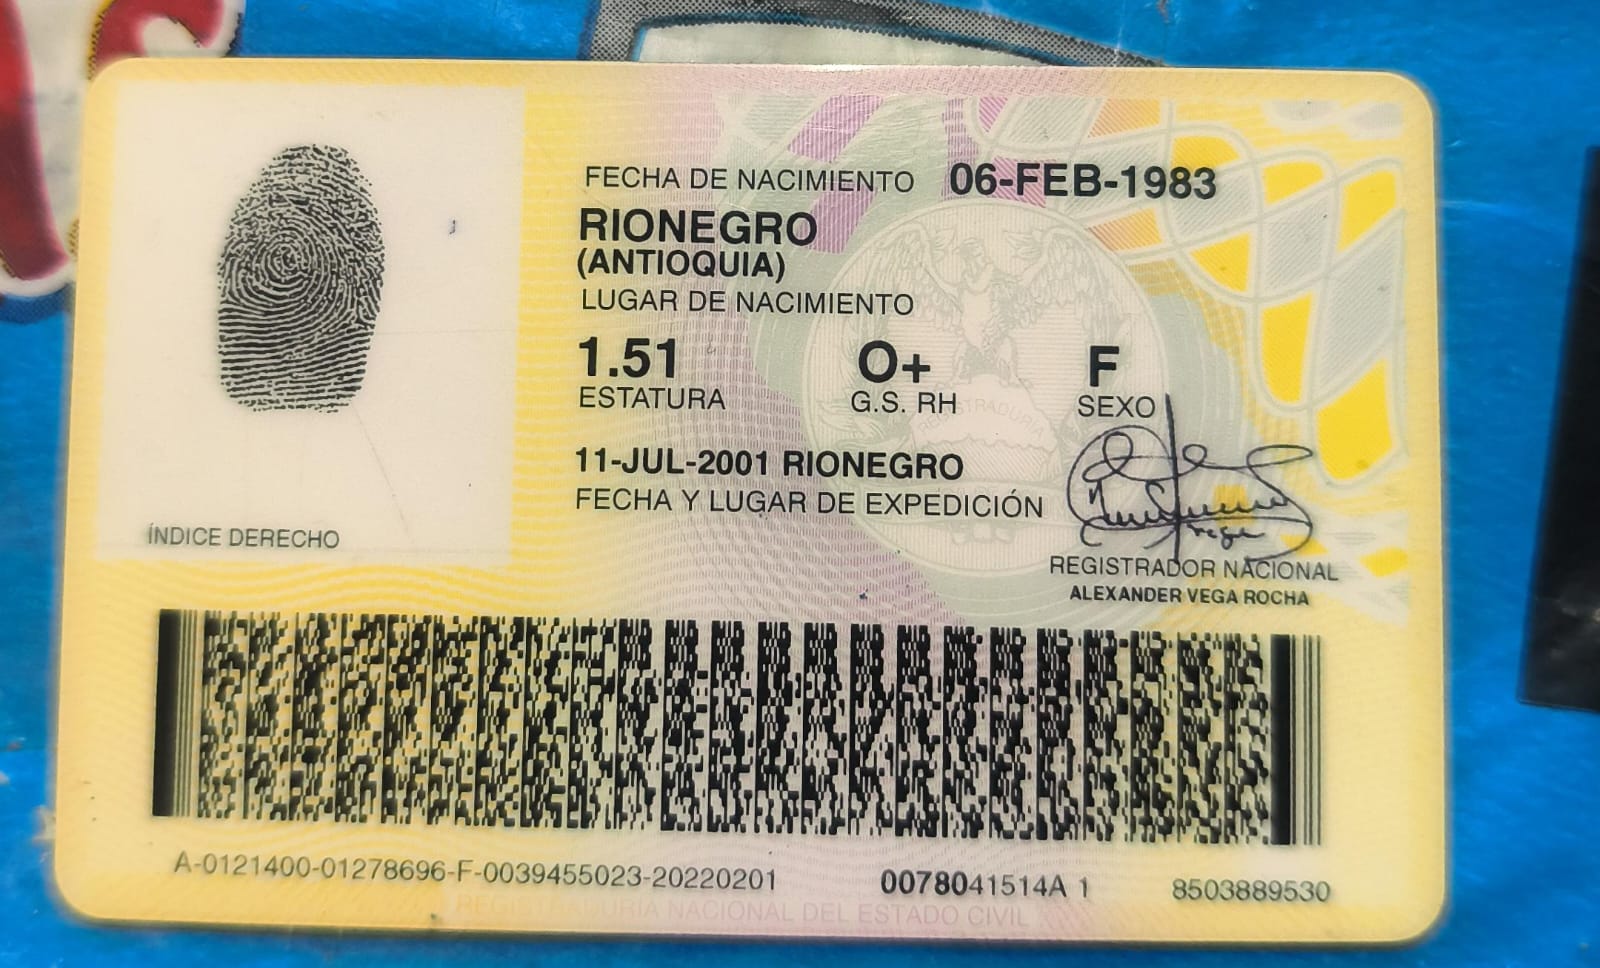 FECHA DE NACIMIENTO 06-FEB-1983
RIONEGRO
(ANTIOQUIA)
LUGAR DE NACIMIENTO
1.51 O+ F
ESTATURA G.S. RH SEXO
11-JUL-2001 RIONEGRO
FECHA Y LUGAR DE EXPEDICIÓN
ÍNDICE DERECHO
REGISTRADOR NACIONAL
ALEXANDER VEGA ROCHA
A-0121400-01278696-F-0039455023-20220201 0078041514A 1 8503889530
REGISTRADURIA NACIONAL DEL ESTADO CIVIL